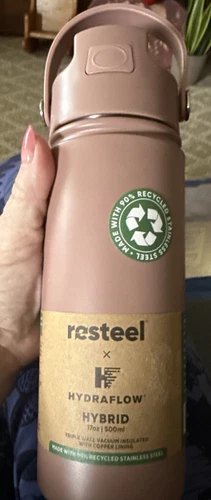 MADE WITH 90% RECYCLED STAINLESS STEEL
resteel
×
HYDRAFLOW
HYBRID
17oz | 500ml
TRIPLE WALL VACUUM INSULATED
WITH COPPER LINING
MADE WITH 90% RECYCLED STAINLESS STEEL